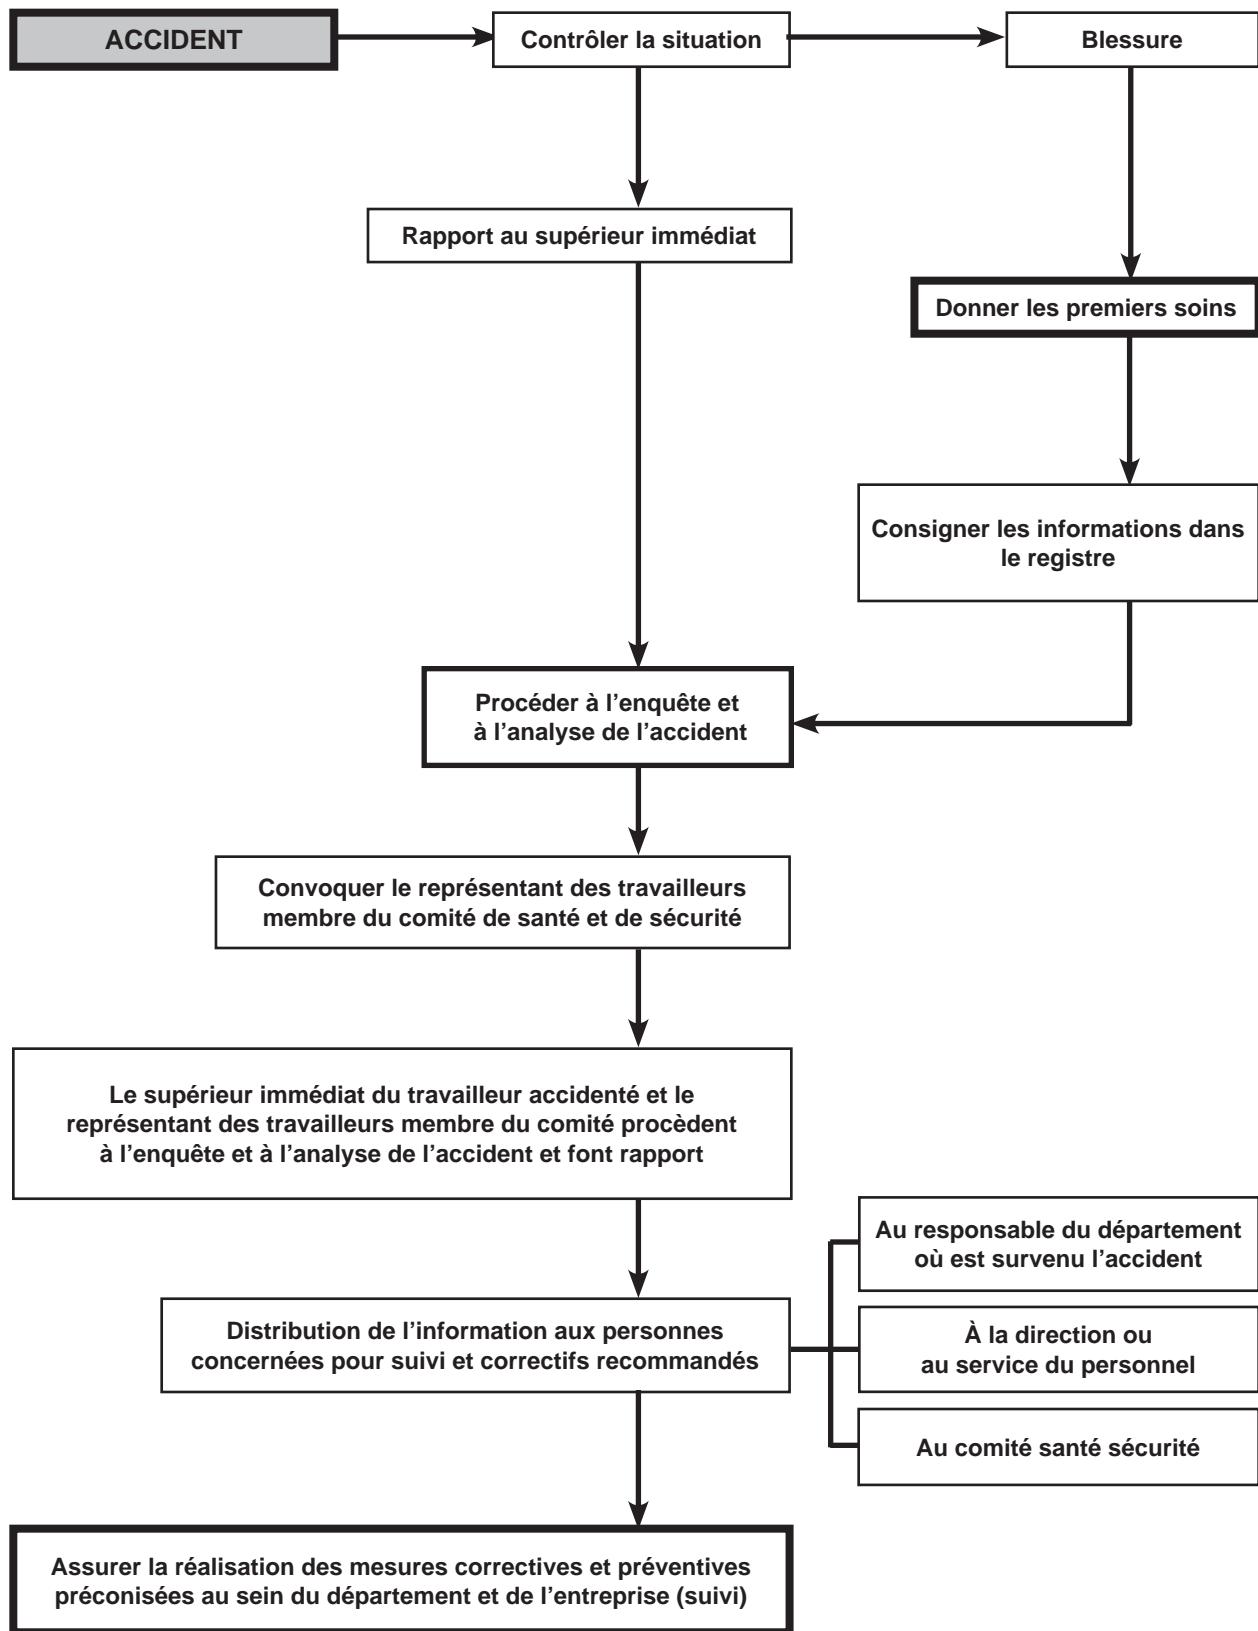 ACCIDENT
Contrôler la situation
Blessure
Rapport au supérieur immédiat
Donner les premiers soins
Consigner les informations dans
le registre
Procéder à l’enquête et
à l’analyse de l’accident
Convoquer le représentant des travailleurs
membre du comité de santé et de sécurité
Le supérieur immédiat du travailleur accidenté et le
représentant des travailleurs membre du comité procèdent
à l’enquête et à l’analyse de l’accident et font rapport
Au responsable du département
où est survenu l’accident
Distribution de l’information aux personnes
concernées pour suivi et correctifs recommandés
À la direction ou
au service du personnel
Au comité santé sécurité
Assurer la réalisation des mesures correctives et préventives
préconisées au sein du département et de l’entreprise (suivi)